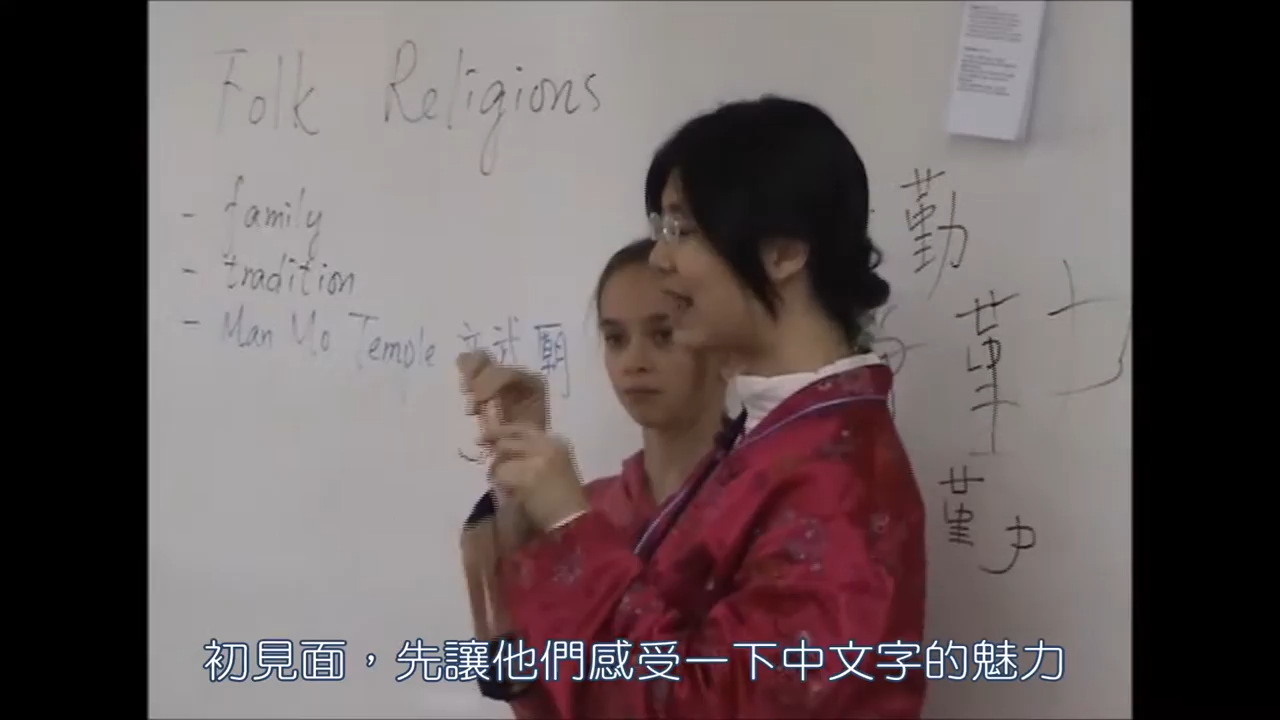 Folk Religions
- family
- tradition
- Man Mo Temple 文武廟
勤
堇
堇力
初見面，先讓他們感受一下中文字的魅力